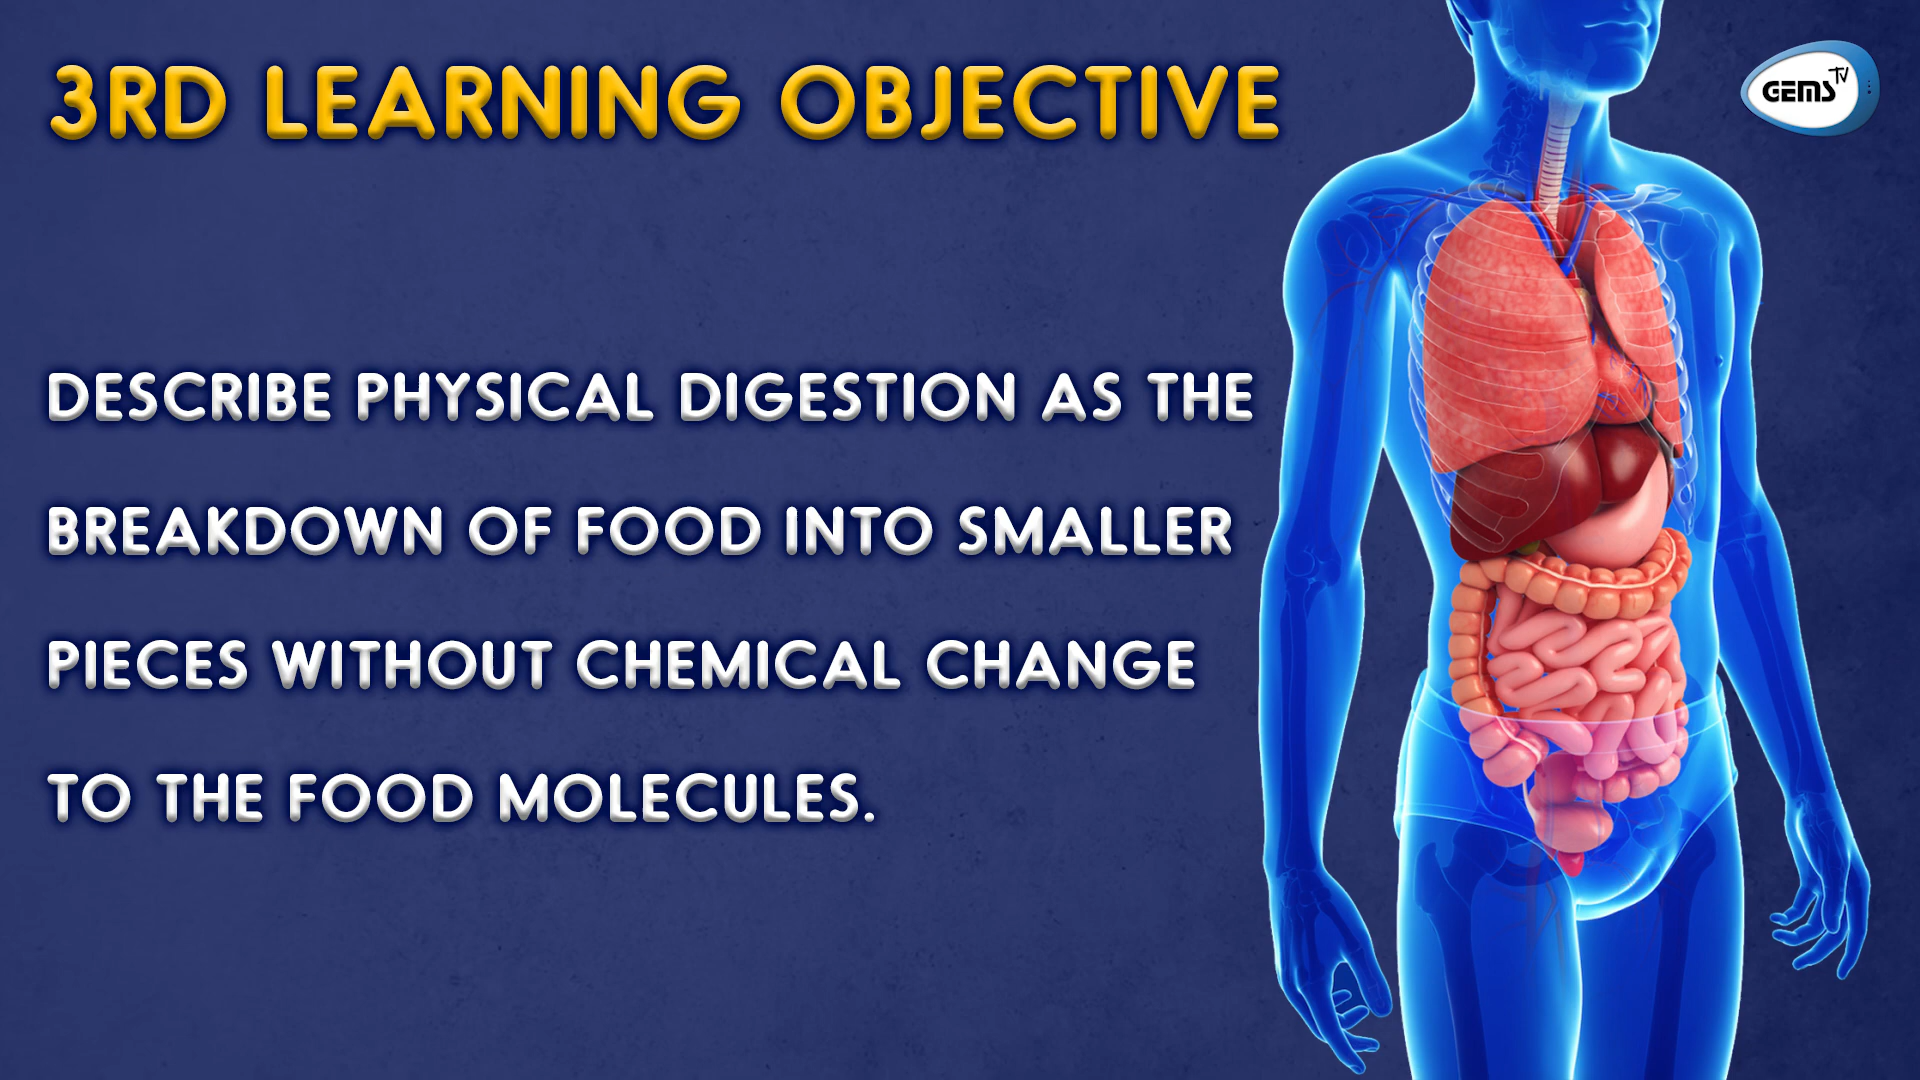 3RD LEARNING OBJECTIVE
GEMS TV
DESCRIBE PHYSICAL DIGESTION AS THE
BREAKDOWN OF FOOD INTO SMALLER
PIECES WITHOUT CHEMICAL CHANGE
TO THE FOOD MOLECULES.